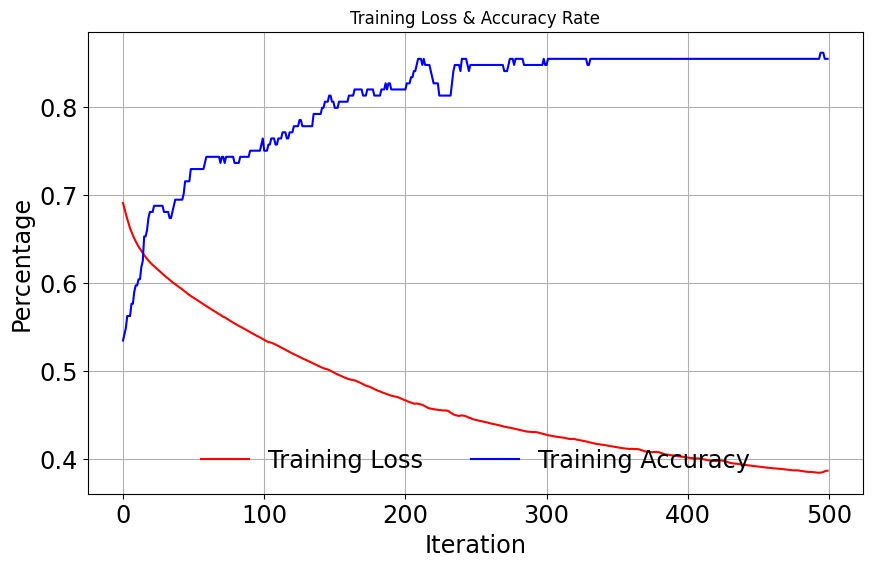 Training Loss & Accuracy Rate
Percentage
0.8
0.7
0.6
0.5
0.4
Training Loss
Training Accuracy
0
100
200
300
400
500
Iteration